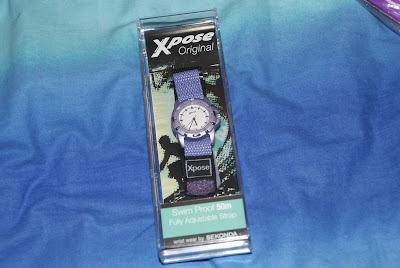 Xpose
Original
Xpose
Swim Proof 50m
Fully Adjustable Strap
wrist wear by SEKONDA